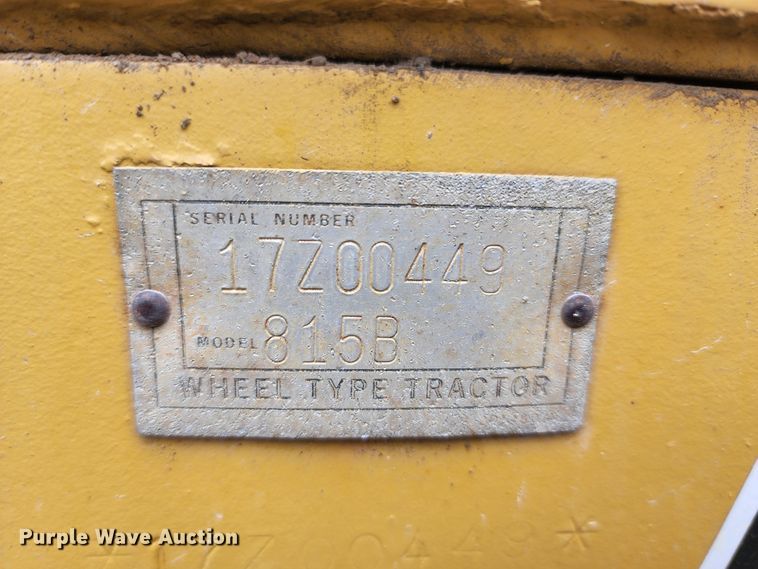 SERIAL NUMBER
17Z00449
MODEL 815B
WHEEL TYPE TRACTOR
Purple Wave Auction